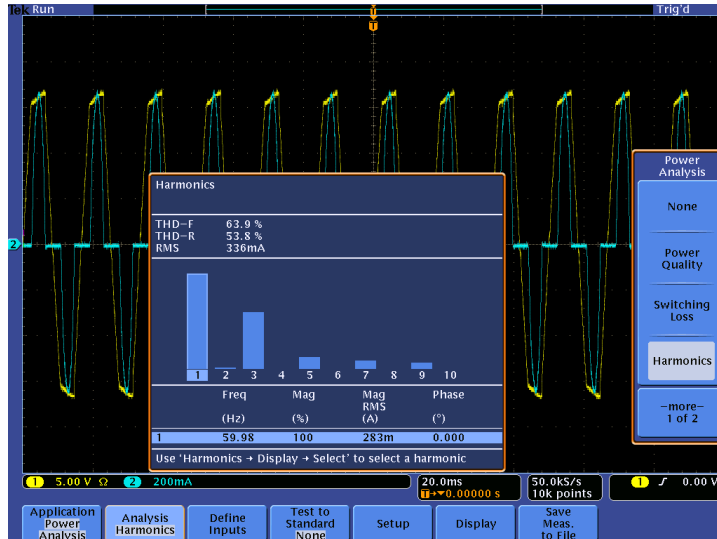 Tek Run
Trig'd
T
T
2
Harmonics
THD-F 63.9 %
THD-R 53.8 %
RMS 336mA
1 2 3 4 5 6 7 8 9 10
Freq Mag Mag Phase
RMS
(Hz) (%) (A) (°)
1 59.98 100 283m 0.000
Use 'Harmonics → Display → Select' to select a harmonic
Power
Analysis
None
Power
Quality
Switching
Loss
Harmonics
-more-
1 of 2
1 5.00 V Ω 2 200mA
20.0ms
T→▼0.00000 s
50.0kS/s
10k points
1 ∫ 0.00 V
Application
Power
Analysis
Analysis
Harmonics
Define
Inputs
Test to
Standard
None
Setup
Display
Save
Meas.
to File